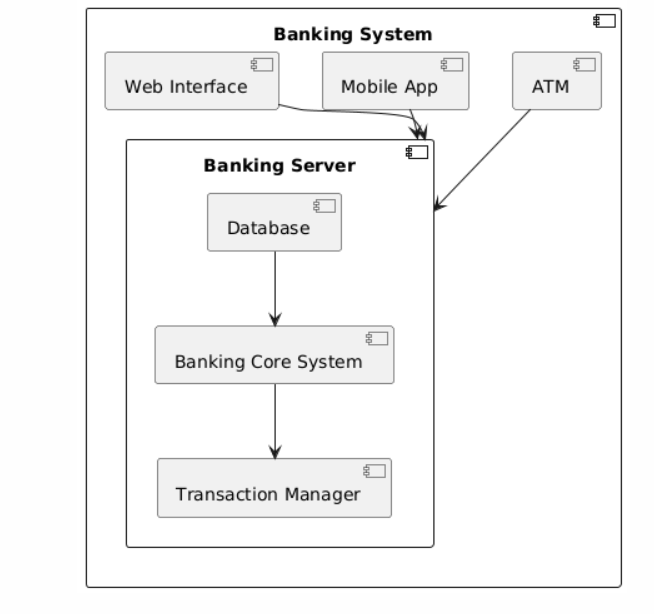 Banking System
Web Interface
Mobile App
ATM
Banking Server
Database
Banking Core System
Transaction Manager